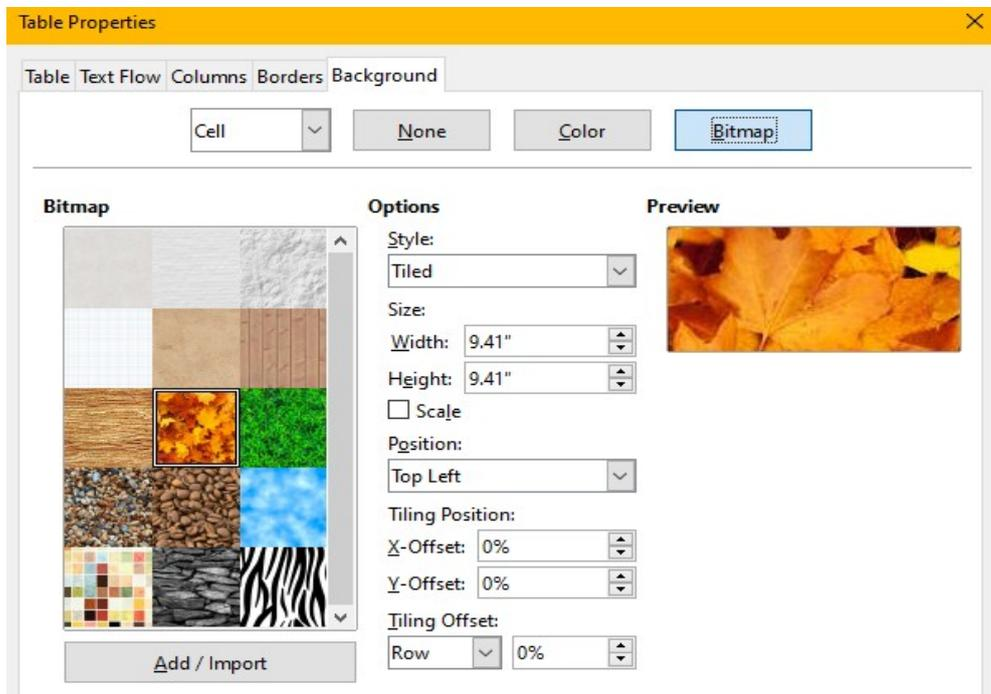 Table Properties
Table Text Flow Columns Borders Background
Cell None Color Bitmap
Bitmap
Options
Style:
Tiled
Size:
Width: 9.41"
Height: 9.41"
Scale
Position:
Top Left
Tiling Position:
X-Offset: 0%
Y-Offset: 0%
Tiling Offset:
Row 0%
Preview
Add / Import